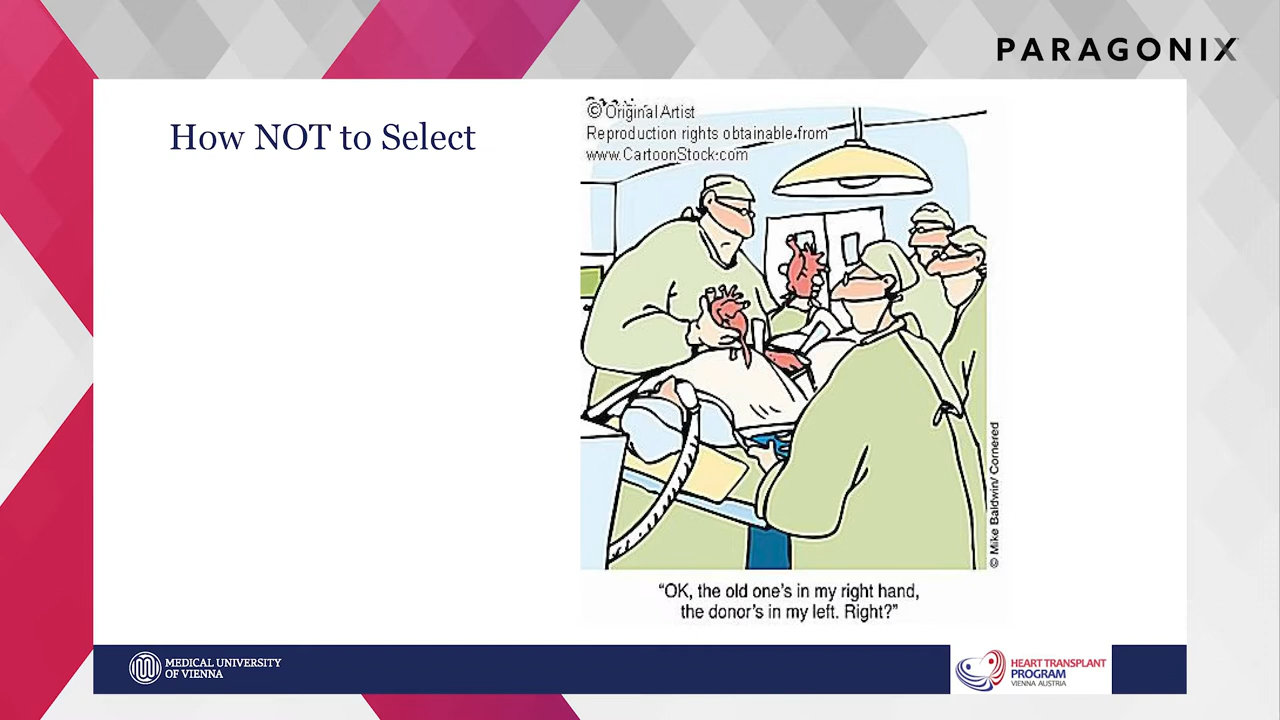 PARAGONIX
How NOT to Select
© Original Artist
Reproduction rights obtainable from
www.CartoonStock.com
© Mike Baldwin/ Cornered
“OK, the old one’s in my right hand,
the donor’s in my left. Right?”
MEDICAL UNIVERSITY
OF VIENNA
HEART TRANSPLANT
PROGRAM
VIENNA AUSTRIA